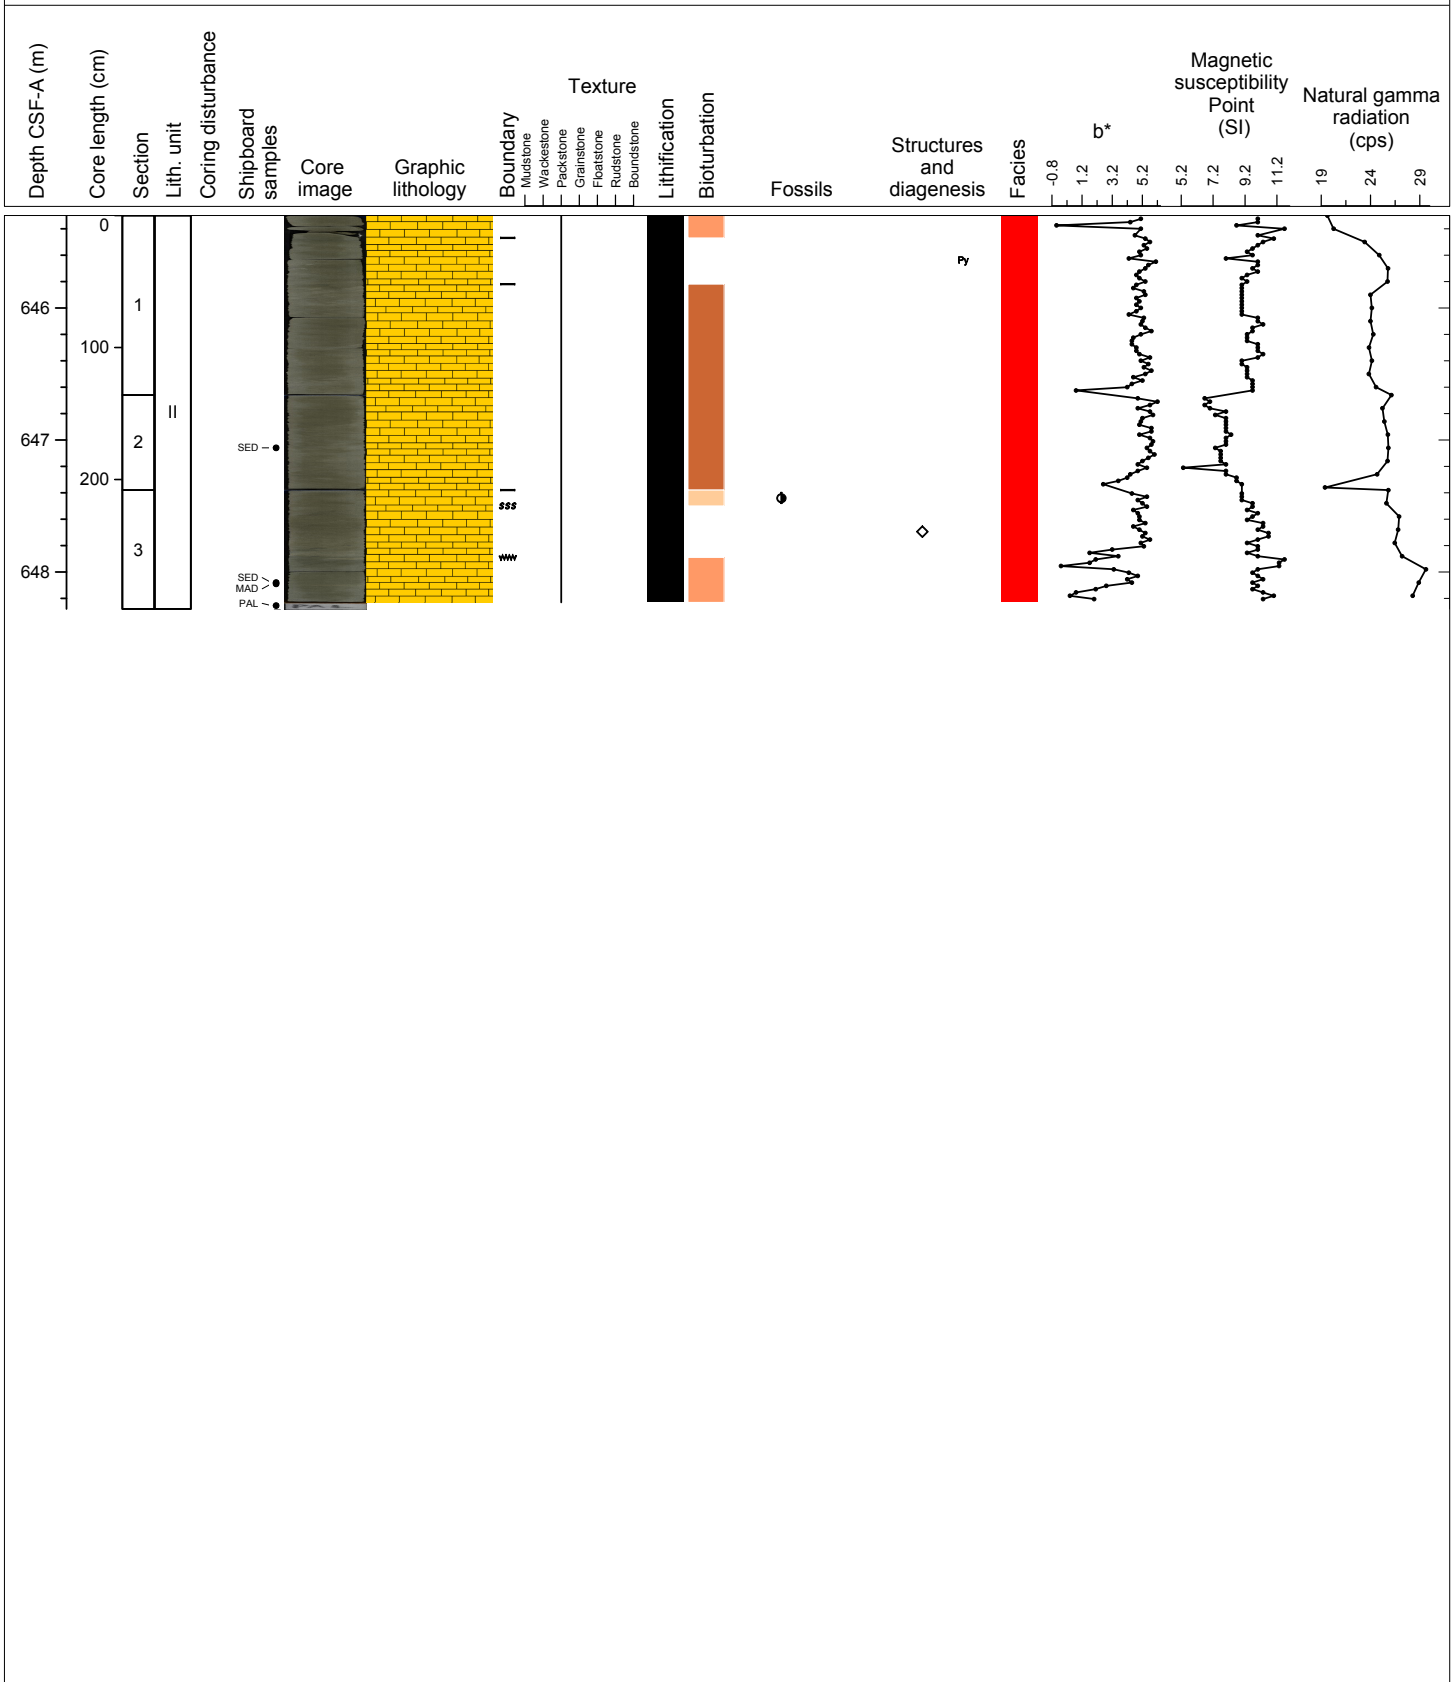 Depth CSF-A (m)
Core length (cm)
Section
Lith. unit
Coring disturbance
Shipboard
samples
Core
image
Graphic
lithology
Boundary
Texture
Mudstone
Wackestone
Packstone
Grainstone
Floatstone
Rudstone
Boundstone
Lithification
Bioturbation
Fossils
Structures
and
diagenesis
Facies
b*
-0.8
1.2
3.2
5.2
Magnetic
susceptibility
Point
(SI)
5.2
7.2
9.2
11.2
Natural gamma
radiation
(cps)
19
24
29
0
Py
646
1
100
II
647
2
SED
200
sss
3
648
SED
MAD
PAL
PAL